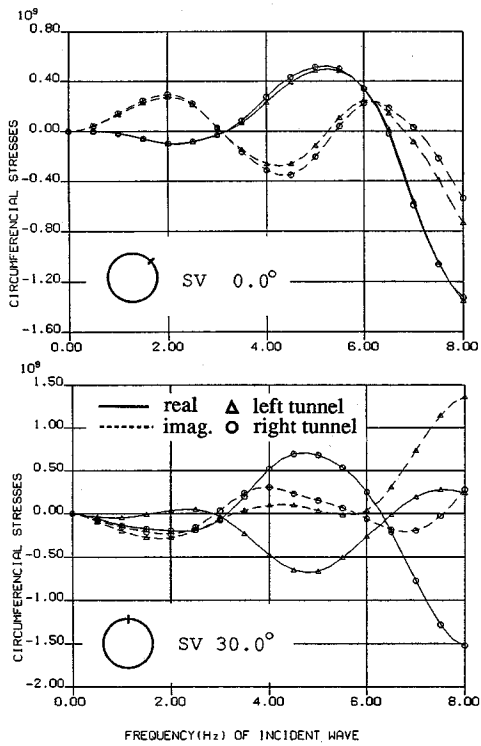 10⁹
0.80
0.40
0.00
-0.40
-0.80
-1.20
-1.60
CIRCUMFERENCIAL STRESSES
SV 0.0°
0.00 2.00 4.00 6.00 8.00
10⁹
1.50
1.00
0.50
0.00
-0.50
-1.00
-1.50
-2.00
CIRCUMFERENCIAL STRESSES
real △ left tunnel
imag. ○ right tunnel
SV 30.0°
0.00 2.00 4.00 6.00 8.00
FREQUENCY(Hz) OF INCIDENT WAVE